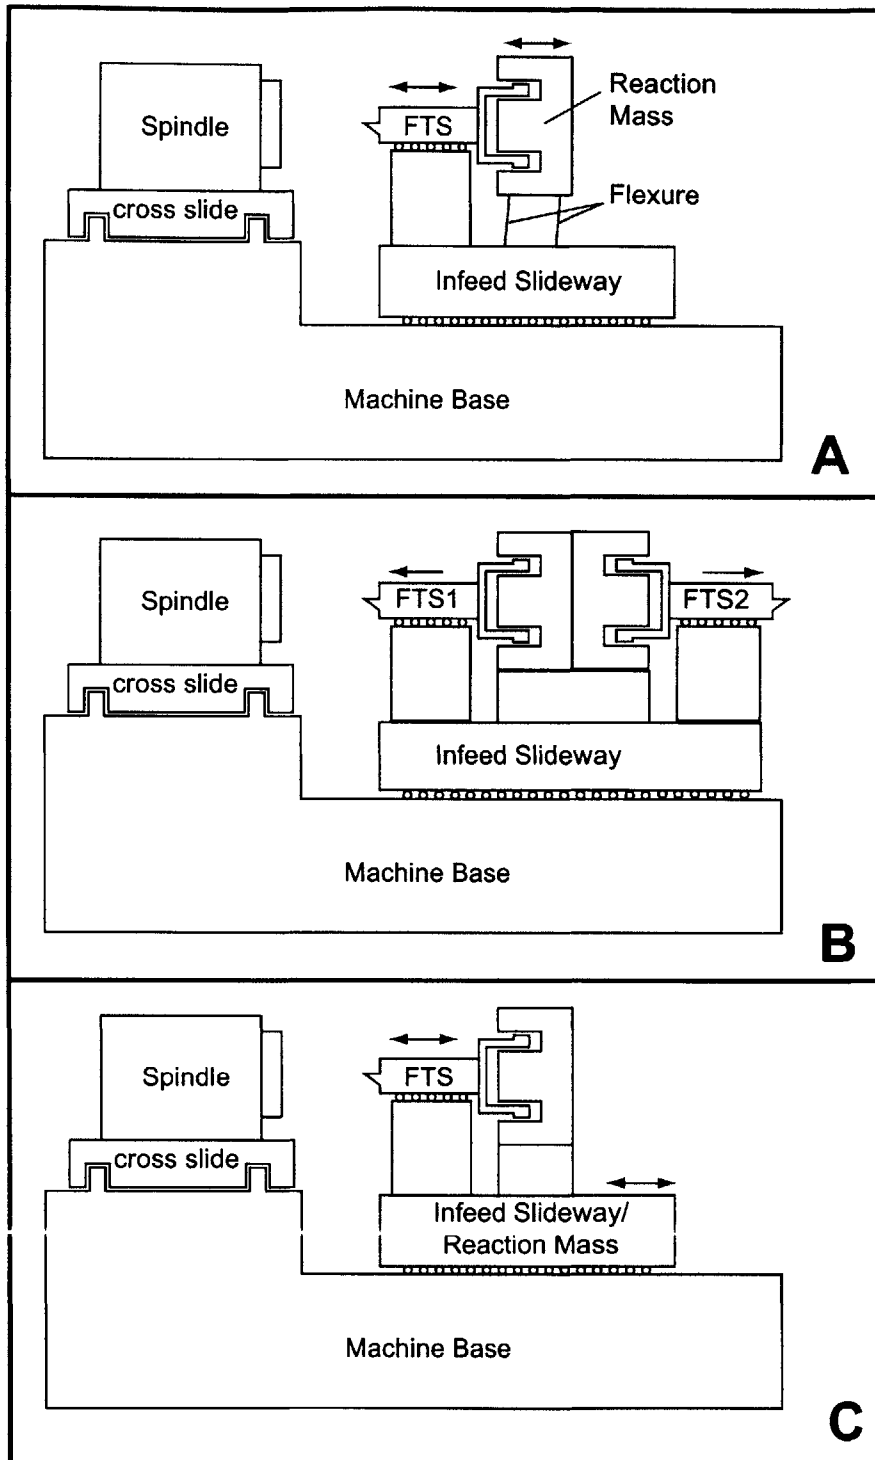 Spindle
cross slide
FTS
Reaction
Mass
Flexure
Infeed Slideway
Machine Base
A
Spindle
cross slide
FTS1
FTS2
Infeed Slideway
Machine Base
B
Spindle
cross slide
FTS
Infeed Slideway/
Reaction Mass
Machine Base
C